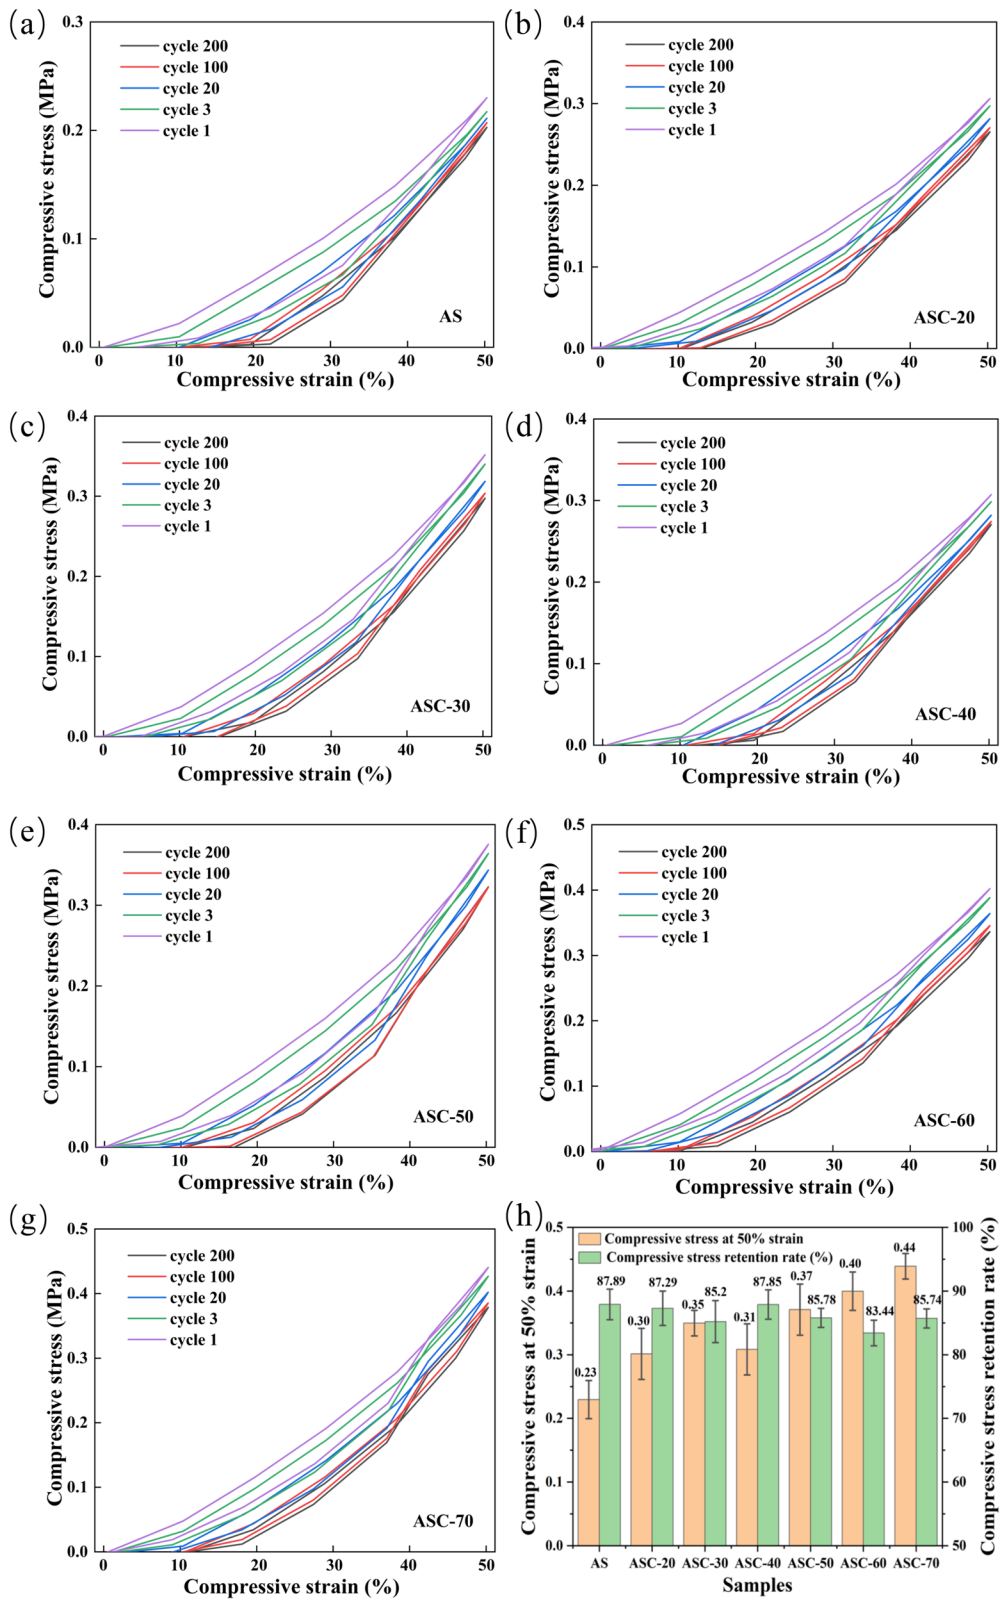 (a)
0.3
0.2
0.1
0.0
Compressive stress (MPa)
cycle 200
cycle 100
cycle 20
cycle 3
cycle 1
AS
0 10 20 30 40 50
Compressive strain (%)
(b)
0.4
0.3
0.2
0.1
0.0
Compressive stress (MPa)
cycle 200
cycle 100
cycle 20
cycle 3
cycle 1
ASC-20
0 10 20 30 40 50
Compressive strain (%)
(c)
0.4
0.3
0.2
0.1
0.0
Compressive stress (MPa)
cycle 200
cycle 100
cycle 20
cycle 3
cycle 1
ASC-30
0 10 20 30 40 50
Compressive strain (%)
(d)
0.4
0.3
0.2
0.1
0.0
Compressive stress (MPa)
cycle 200
cycle 100
cycle 20
cycle 3
cycle 1
ASC-40
0 10 20 30 40 50
Compressive strain (%)
(e)
0.4
0.3
0.2
0.1
0.0
Compressive stress (MPa)
cycle 200
cycle 100
cycle 20
cycle 3
cycle 1
ASC-50
0 10 20 30 40 50
Compressive strain (%)
(f)
0.5
0.4
0.3
0.2
0.1
0.0
Compressive stress (MPa)
cycle 200
cycle 100
cycle 20
cycle 3
cycle 1
ASC-60
0 10 20 30 40 50
Compressive strain (%)
(g)
0.5
0.4
0.3
0.2
0.1
0.0
Compressive stress (MPa)
cycle 200
cycle 100
cycle 20
cycle 3
cycle 1
ASC-70
0 10 20 30 40 50
Compressive strain (%)
(h)
0.5
0.4
0.3
0.2
0.1
0.0
Compressive stress at 50% strain
Compressive stress at 50% strain
Compressive stress retention rate (%)
0.23 87.89 0.30 87.29 0.35 85.2 0.31 87.85 0.37 85.78 0.40 83.44 0.44 85.74
100
90
80
70
60
50
Compressive stress retention rate (%)
AS ASC-20 ASC-30 ASC-40 ASC-50 ASC-60 ASC-70
Samples